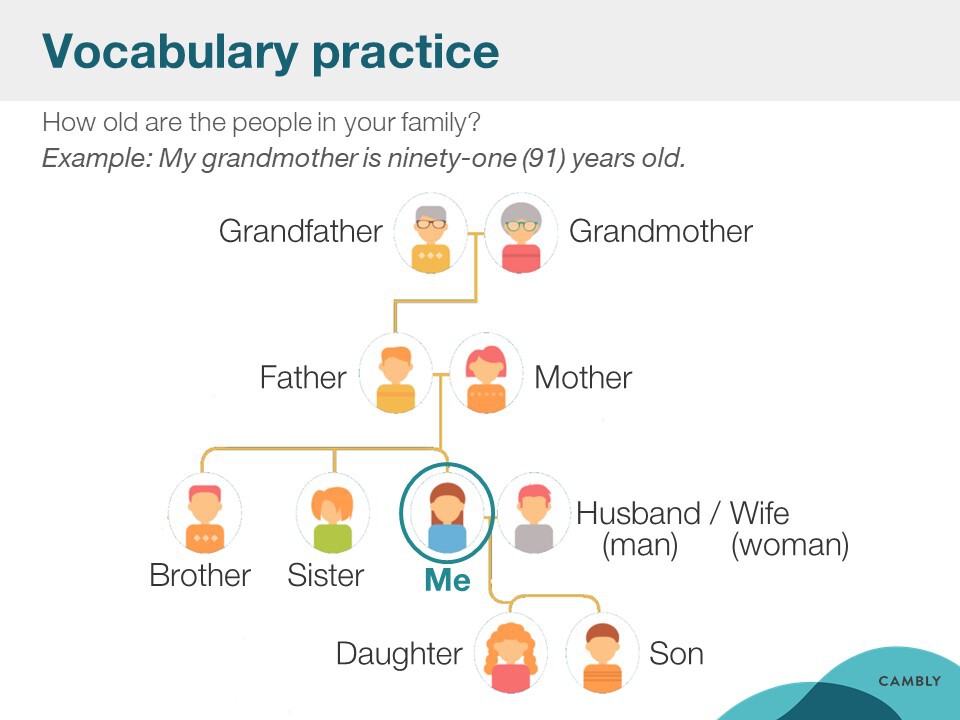 Vocabulary practice
How old are the people in your family?
Example: My grandmother is ninety-one (91) years old.
Grandfather
Grandmother
Father
Mother
Husband / Wife
(man) (woman)
Brother
Sister
Me
Daughter
Son
CAMBLY